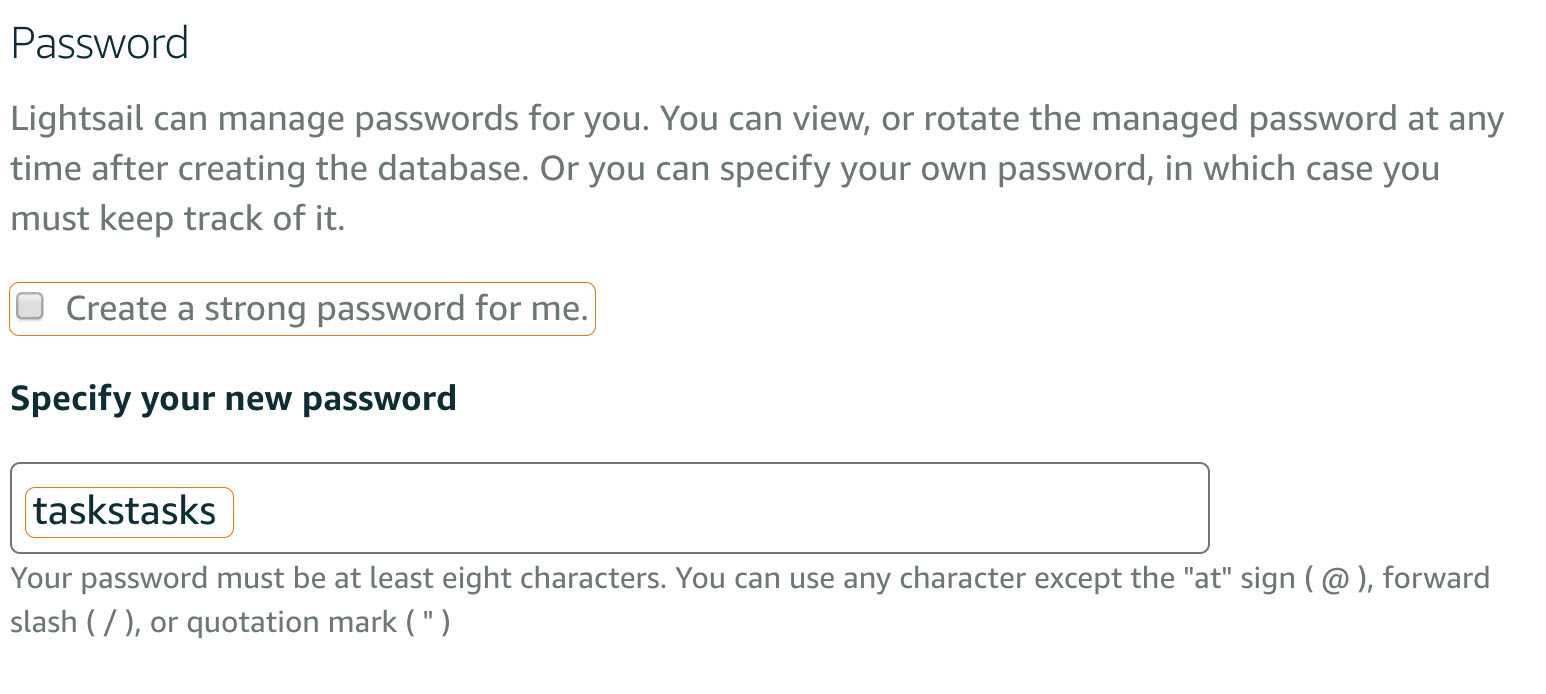 Password
Lightsail can manage passwords for you. You can view, or rotate the managed password at any
time after creating the database. Or you can specify your own password, in which case you
must keep track of it.
Create a strong password for me.
Specify your new password
taskstasks
Your password must be at least eight characters. You can use any character except the "at" sign ( @ ), forward
slash ( / ), or quotation mark ( " )